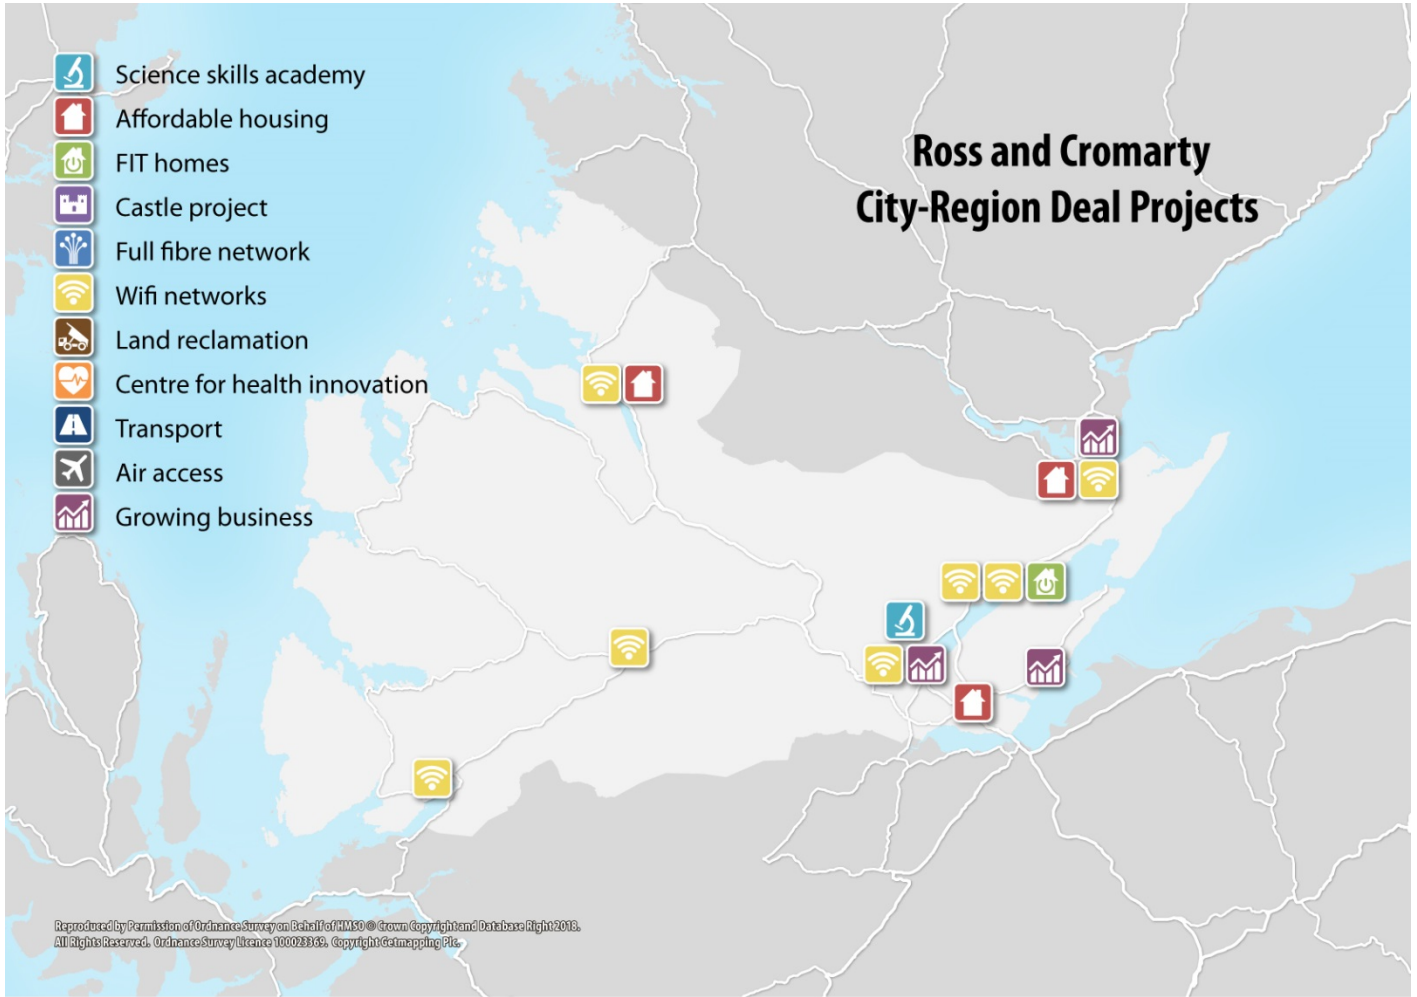 Science skills academy
Affordable housing
FIT homes
Castle project
Full fibre network
Wifi networks
Land reclamation
Centre for health innovation
Transport
Air access
Growing business
Ross and Cromarty
City-Region Deal Projects
Reproduced by Permission of Ordnance Survey on Behalf of HMSO © Crown Copyright and Database Right 2018.
All Rights Reserved. Ordnance Survey Licence 100023369. Copyright Getmapping Plc.